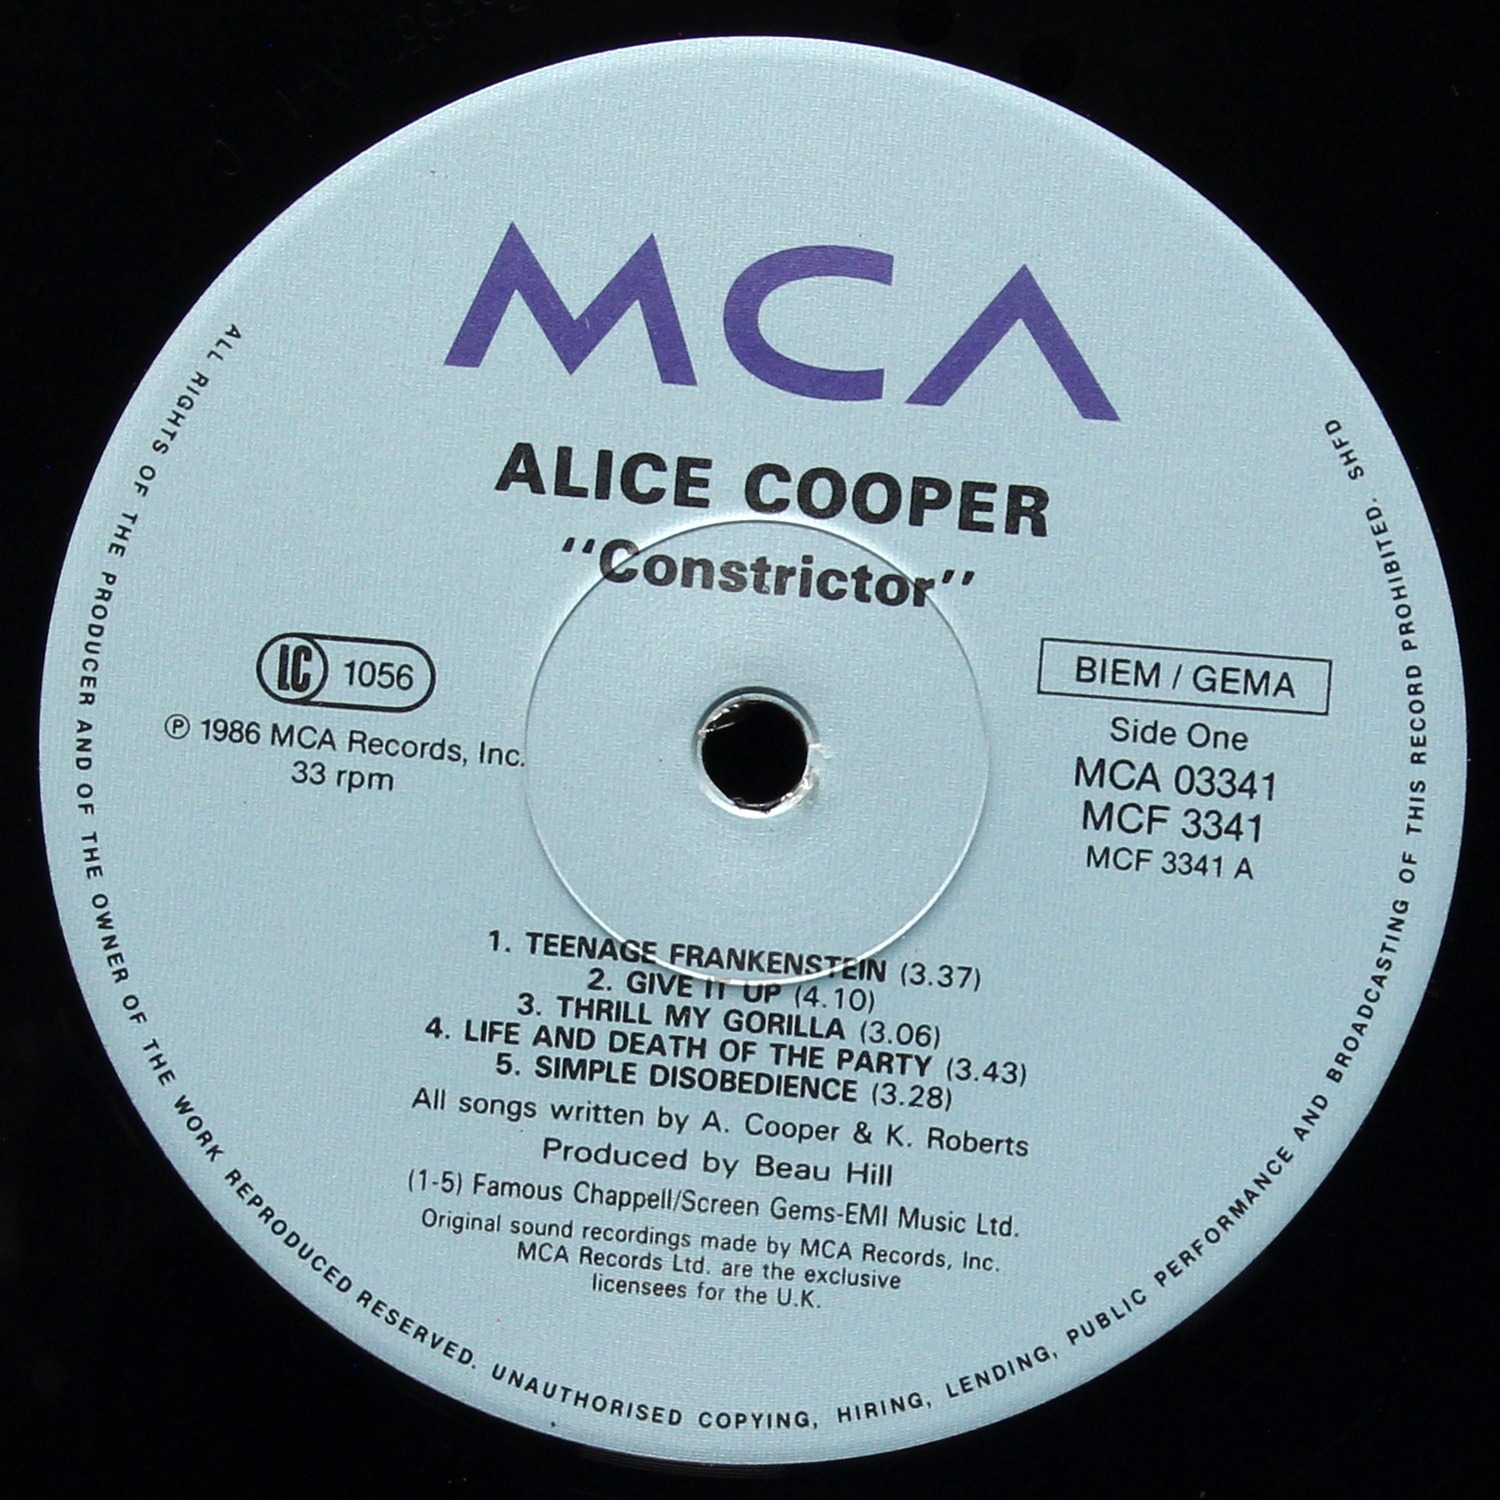 MCA
ALICE COOPER
"Constrictor"
LC 1056
℗ 1986 MCA Records, Inc.
33 rpm
BIEM / GEMA
Side One
MCA 03341
MCF 3341
MCF 3341 A
1. TEENAGE FRANKENSTEIN (3.37)
2. GIVE IT UP (4.10)
3. THRILL MY GORILLA (3.06)
4. LIFE AND DEATH OF THE PARTY (3.43)
5. SIMPLE DISOBEDIENCE (3.28)
All songs written by A. Cooper & K. Roberts
Produced by Beau Hill
(1-5) Famous Chappell/Screen Gems-EMI Music Ltd.
Original sound recordings made by MCA Records, Inc.
MCA Records Ltd. are the exclusive
licensees for the U.K.
ALL RIGHTS OF THE PRODUCER AND OF THE OWNER OF THE WORK REPRODUCED RESERVED. UNAUTHORISED COPYING, HIRING, LENDING, PUBLIC PERFORMANCE AND BROADCASTING OF THIS RECORD PROHIBITED. SHFD